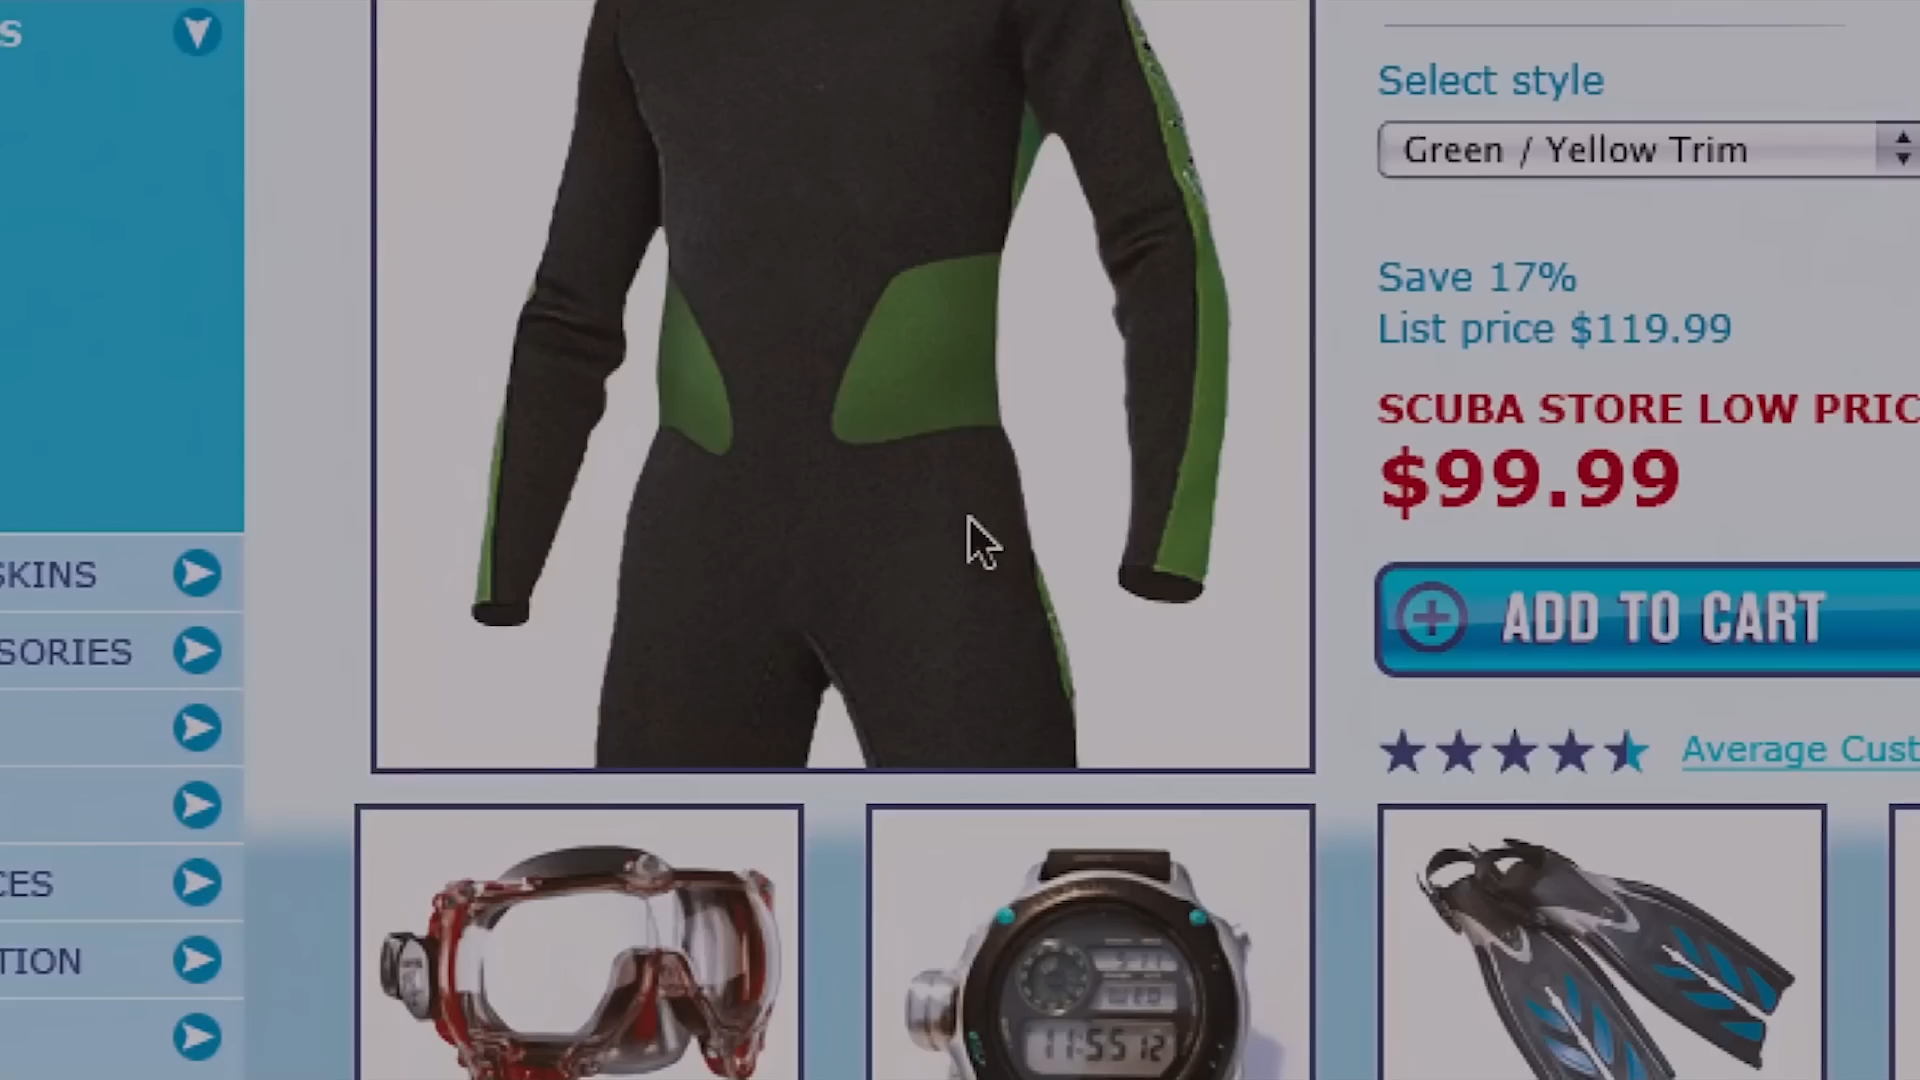 S
Select style
Green / Yellow Trim
Save 17%
List price $119.99
SCUBA STORE LOW PRIC
$99.99
SKINS
ADD TO CART
SORIES
Average Cust
CES
TION
WED
11:55 12